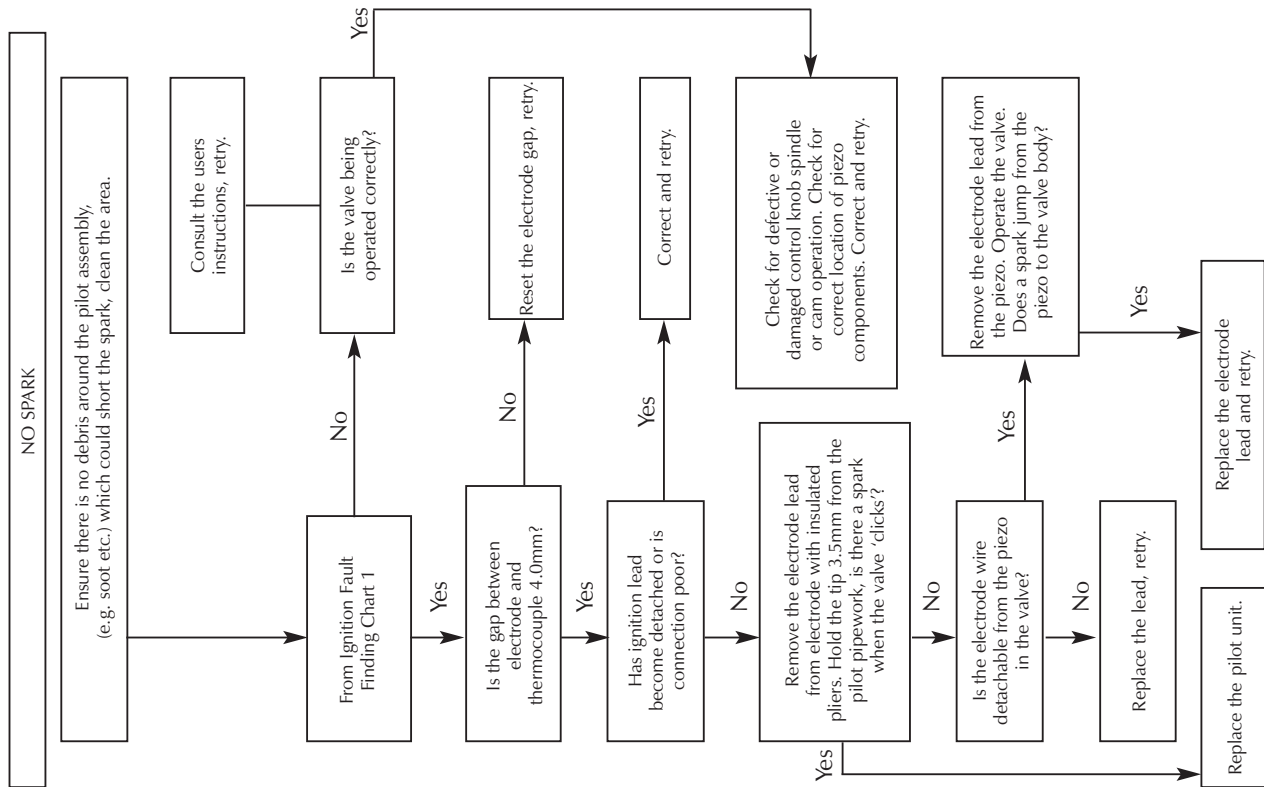 NO SPARK
Ensure there is no debris around the pilot assembly,
(e.g. soot etc.) which could short the spark, clean the area.
From Ignition Fault
Finding Chart 1
No
Is the valve being
operated correctly?
Consult the users
instructions, retry.
Yes
Yes
Is the gap between
electrode and
thermocouple 4.0mm?
No
Reset the electrode gap, retry.
Yes
Has ignition lead
become detached or is
connection poor?
Yes
Correct and retry.
No
Remove the electrode lead
from electrode with insulated
pliers. Hold the tip 3.5mm from the
pilot pipework, is there a spark
when the valve ‘clicks’?
Check for defective or
damaged control knob spindle
or cam operation. Check for
correct location of piezo
components. Correct and retry.
Yes
No
Is the electrode wire
detachable from the piezo
in the valve?
Yes
Remove the electrode lead from
the piezo. Operate the valve.
Does a spark jump from the
piezo to the valve body?
No
Replace the lead, retry.
Yes
Replace the pilot unit.
Replace the electrode
lead and retry.